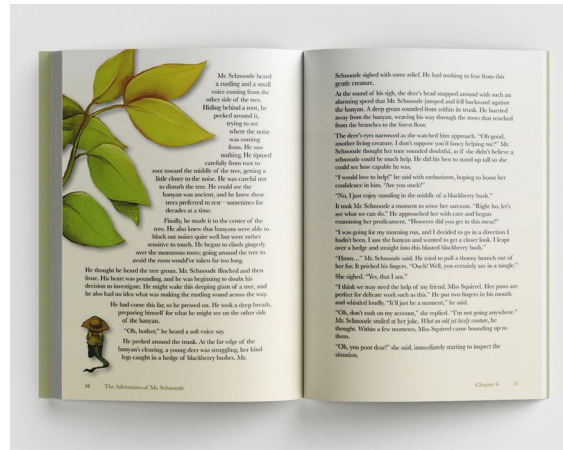 Mr. Schnoozle heard
a rustling and a small
voice coming from the
other side of the tree.
Hiding behind a root, he
peeked around it,
trying to see
where the noise
was coming
from. He saw
nothing. He tiptoed
carefully from root to
root toward the middle of the tree, getting a
little closer to the noise. He was careful not
to disturb the tree. He could see the
banyan was ancient, and he knew these
trees preferred to rest—sometimes for
decades at a time.
Finally, he made it to the center of the
tree. He also knew that banyans were able to
block out noises quite well but were rather
sensitive to touch. He began to climb gingerly
over the monstrous roots; going around the tree to
avoid the roots would've taken far too long.
He thought he heard the tree groan. Mr. Schnoozle flinched and then
froze. His heart was pounding, and he was beginning to doubt his
decision to investigate. He might wake this sleeping giant of a tree, and
he also had no idea what was making the rustling sound across the way.
He had come this far, so he pressed on. He took a deep breath,
preparing himself for what he might see on the other side
of the banyan.
"Oh, bother," he heard a soft voice say.
He peeked around the trunk. At the far edge of the
banyan's clearing, a young deer was struggling, her hind
legs caught in a hedge of blackberry bushes. Mr.
56 The Adventures of Mr. Schnoozle
Schnoozle sighed with some relief. He had nothing to fear from this
gentle creature.
At the sound of his sigh, the deer's head snapped around with such an
alarming speed that Mr. Schnoozle jumped and fell backward against
the banyan. A deep groan sounded from within its trunk. He hurried
away from the banyan, weaving his way through the roots that reached
from the branches to the forest floor.
The deer's eyes narrowed as she watched him approach. "Oh good,
another living creature. I don't suppose you'd fancy helping me?" Mr.
Schnoozle thought her tone sounded doubtful, as if she didn't believe a
schnoozle could be much help. He did his best to stand up tall so she
could see how capable he was.
"I would love to help!" he said with enthusiasm, hoping to boost her
confidence in him. "Are you stuck?"
"No, I just enjoy standing in the middle of a blackberry bush."
It took Mr. Schnoozle a moment to sense her sarcasm. "Right ho, let's
see what we can do." He approached her with care and began
examining her predicament. "However did you get in this mess?"
"I was going for my morning run, and I decided to go in a direction I
hadn't been. I saw the banyan and wanted to get a closer look. I leapt
over a hedge and straight into this blasted blackberry bush."
"Hmm..." Mr. Schnoozle said. He tried to pull a thorny branch out of
her fur. It pricked his fingers. "Ouch! Well, you certainly are in a tangle."
She sighed. "Yes, that I am."
"I think we may need the help of my friend, Miss Squirrel. Her paws are
perfect for delicate work such as this." He put two fingers in his mouth
and whistled loudly. "It'll just be a moment," he said.
"Oh, don't rush on my account," she replied. "I'm not going anywhere."
Mr. Schnoozle smiled at her joke. What an odd yet lovely creature, he
thought. Within a few moments, Miss Squirrel came bounding up to
them.
"Oh, you poor dear!" she said, immediately starting to inspect the
situation.
Chapter 6 57